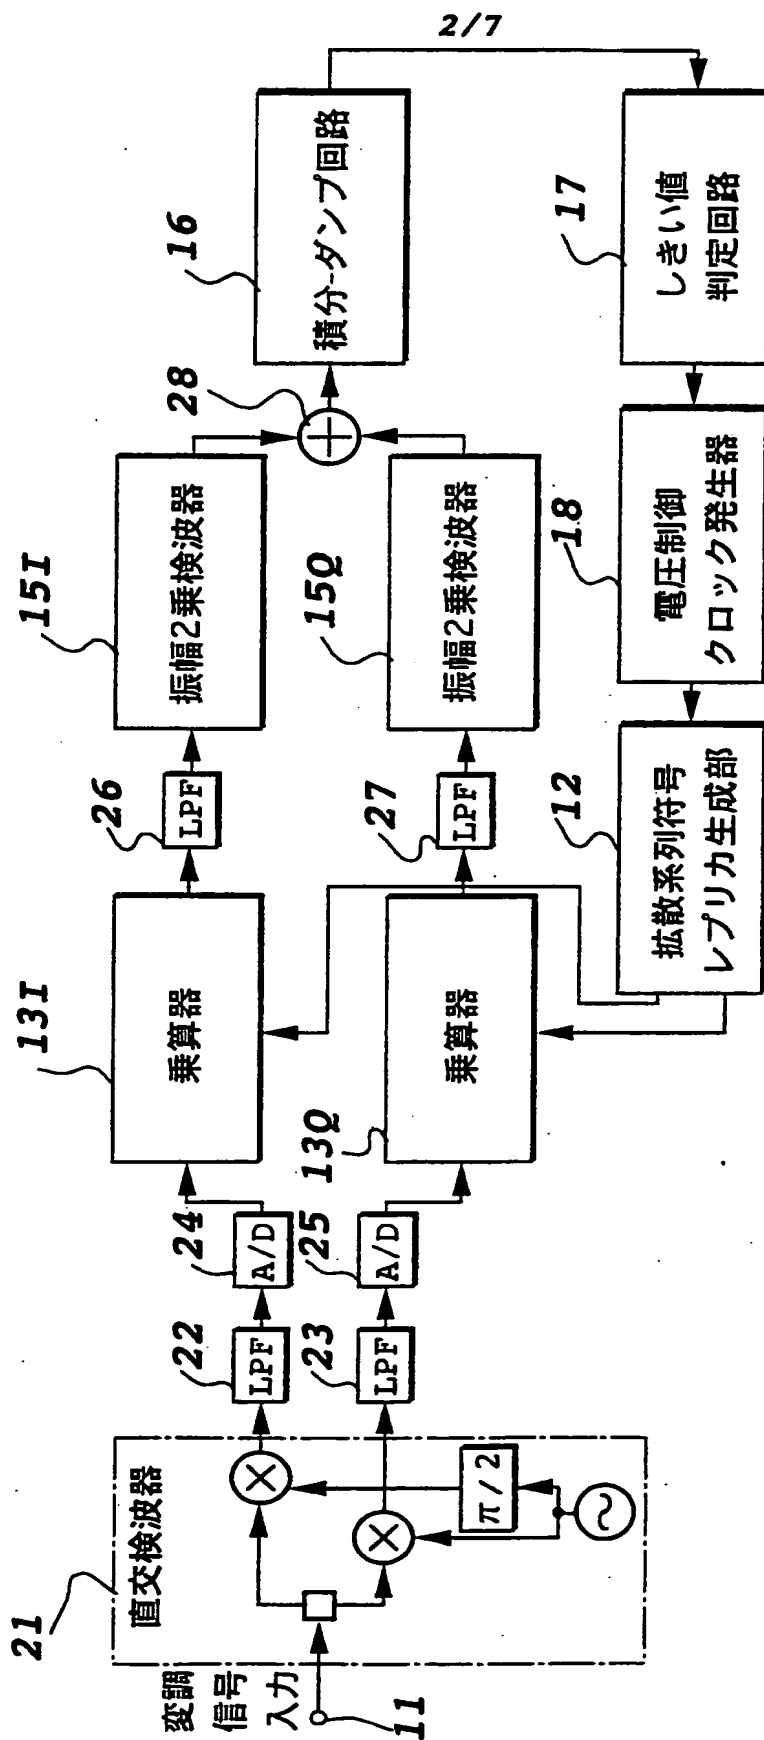 2/7
変調
信号
入力
11
21
直交検波器
π/2
22
LPF
23
LPF
24
A/D
25
A/D
13I
乗算器
13Q
乗算器
26
LPF
27
LPF
15I
振幅2乗検波器
15Q
振幅2乗検波器
28
16
積分-ダンプ回路
17
しきい値
判定回路
18
電圧制御
クロック発生器
12
拡散系列符号
レプリカ生成部